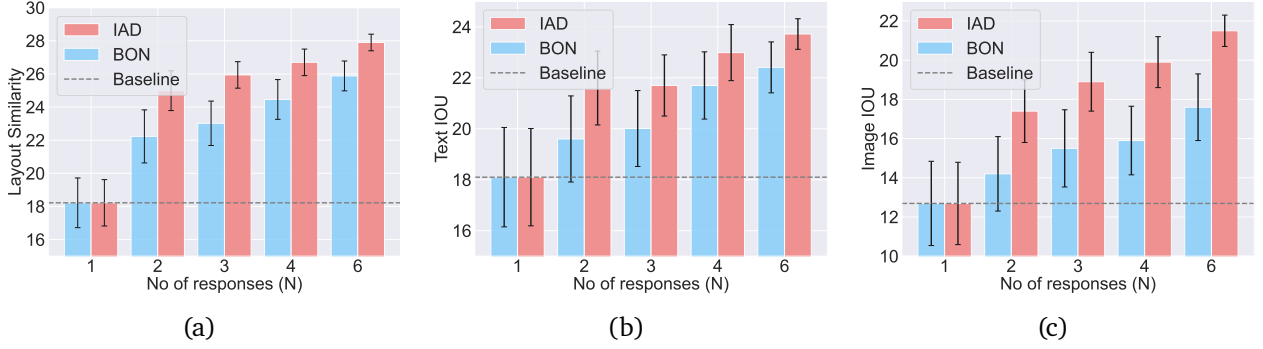 30
28
26
24
22
20
18
16
Layout Similarity
IAD
BON
Baseline
1 2 3 4 6
No of responses (N)
(a)
24
22
20
18
16
Text IOU
IAD
BON
Baseline
1 2 3 4 6
No of responses (N)
(b)
22
20
18
16
14
12
10
Image IOU
IAD
BON
Baseline
1 2 3 4 6
No of responses (N)
(c)